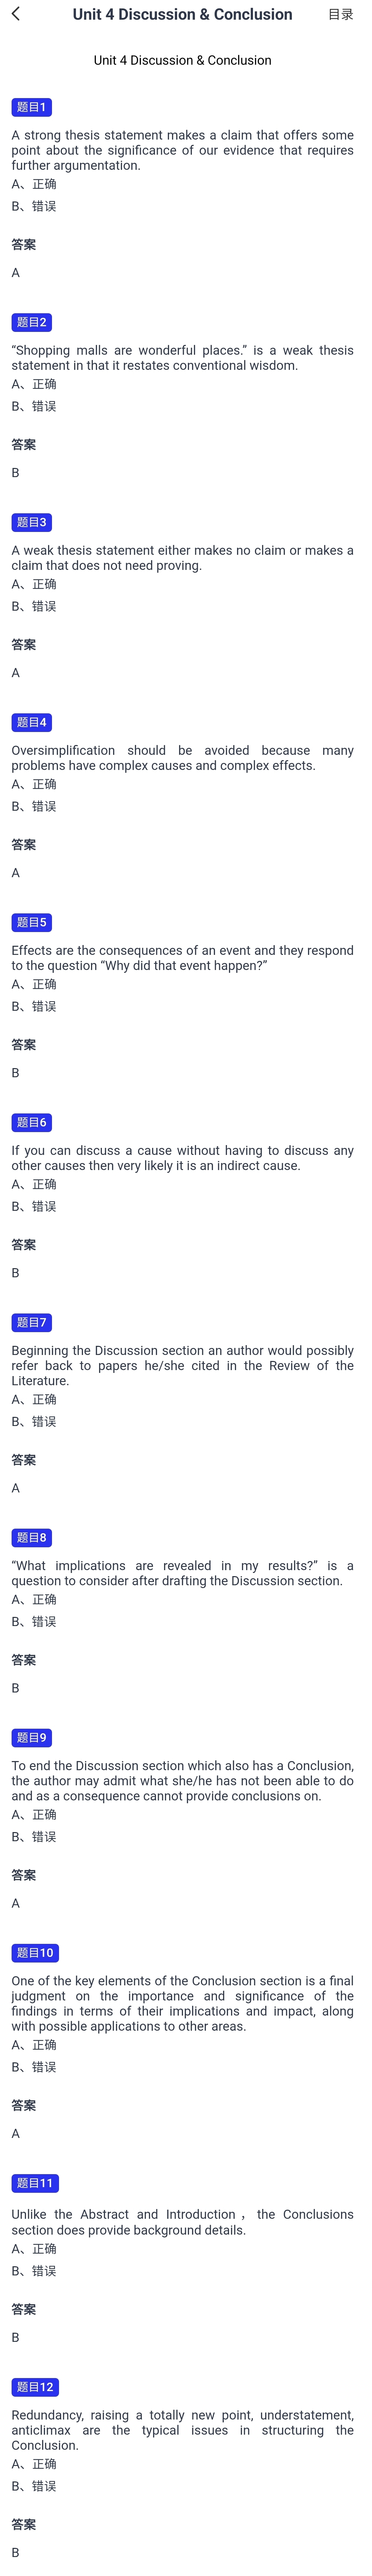 Unit 4 Discussion & Conclusion
目录
Unit 4 Discussion & Conclusion
题目1
A strong thesis statement makes a claim that offers some
point about the significance of our evidence that requires
further argumentation.
A、正确
B、错误
答案
A
题目2
“Shopping malls are wonderful places.” is a weak thesis
statement in that it restates conventional wisdom.
A、正确
B、错误
答案
B
题目3
A weak thesis statement either makes no claim or makes a
claim that does not need proving.
A、正确
B、错误
答案
A
题目4
Oversimplification should be avoided because many
problems have complex causes and complex effects.
A、正确
B、错误
答案
A
题目5
Effects are the consequences of an event and they respond
to the question “Why did that event happen?”
A、正确
B、错误
答案
B
题目6
If you can discuss a cause without having to discuss any
other causes then very likely it is an indirect cause.
A、正确
B、错误
答案
B
题目7
Beginning the Discussion section an author would possibly
refer back to papers he/she cited in the Review of the
Literature.
A、正确
B、错误
答案
A
题目8
“What implications are revealed in my results?” is a
question to consider after drafting the Discussion section.
A、正确
B、错误
答案
B
题目9
To end the Discussion section which also has a Conclusion,
the author may admit what she/he has not been able to do
and as a consequence cannot provide conclusions on.
A、正确
B、错误
答案
A
题目10
One of the key elements of the Conclusion section is a final
judgment on the importance and significance of the
findings in terms of their implications and impact, along
with possible applications to other areas.
A、正确
B、错误
答案
A
题目11
Unlike the Abstract and Introduction，the Conclusions
section does provide background details.
A、正确
B、错误
答案
B
题目12
Redundancy, raising a totally new point, understatement,
anticlimax are the typical issues in structuring the
Conclusion.
A、正确
B、错误
答案
B